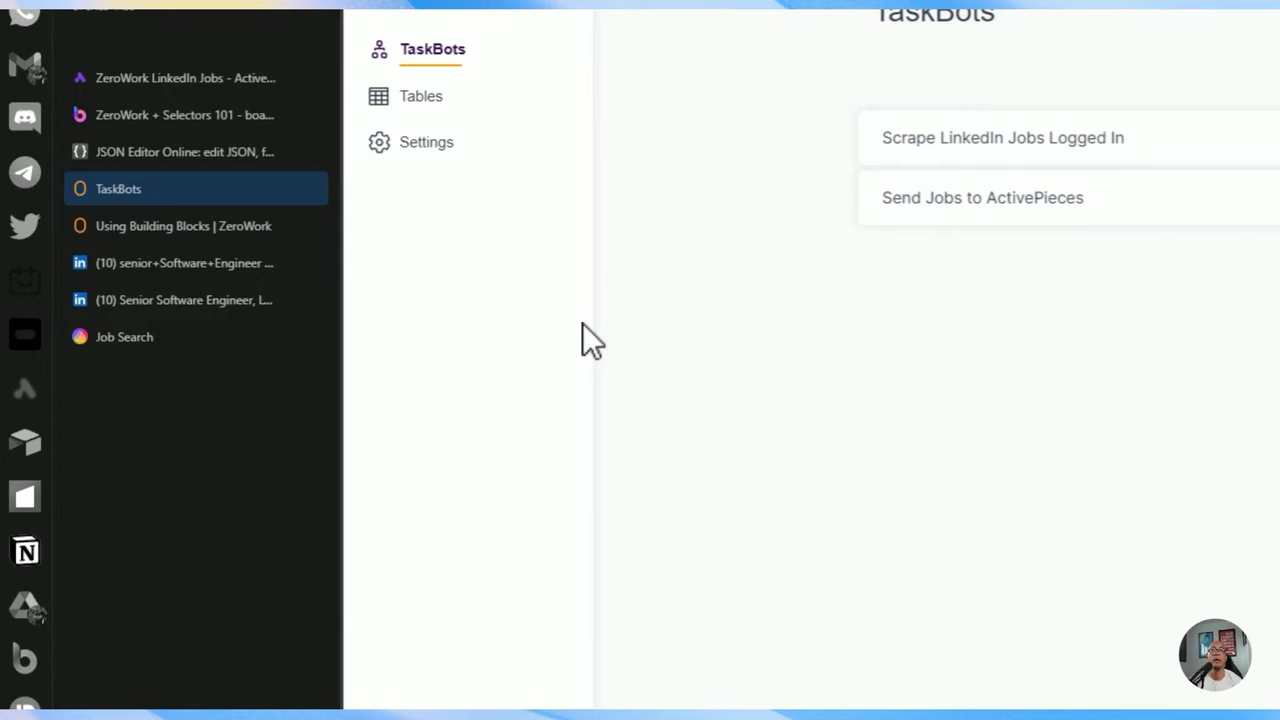 ZeroWork LinkedIn Jobs - Active...
ZeroWork + Selectors 101 - boa...
JSON Editor Online: edit JSON, f...
TaskBots
Using Building Blocks | ZeroWork
(10) senior+Software+Engineer ...
(10) Senior Software Engineer, L...
Job Search
TaskBots
Tables
Settings
TaskBots
Scrape LinkedIn Jobs Logged In
Send Jobs to ActivePieces